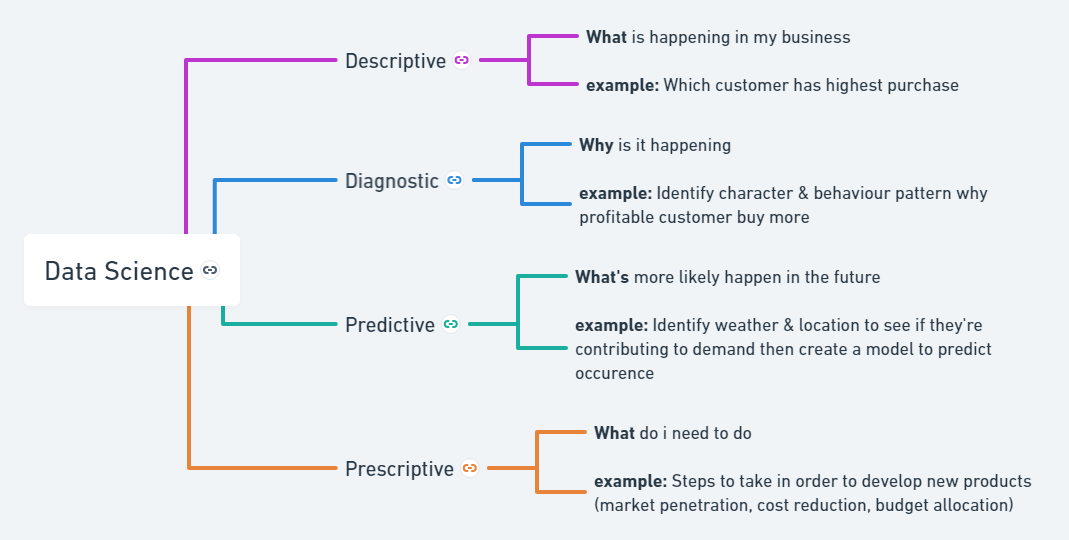 Descriptive
What is happening in my business
example: Which customer has highest purchase
Diagnostic
Why is it happening
example: Identify character & behaviour pattern why
profitable customer buy more
Data Science
Predictive
What's more likely happen in the future
example: Identify weather & location to see if they're
contributing to demand then create a model to predict
occurence
Prescriptive
What do i need to do
example: Steps to take in order to develop new products
(market penetration, cost reduction, budget allocation)